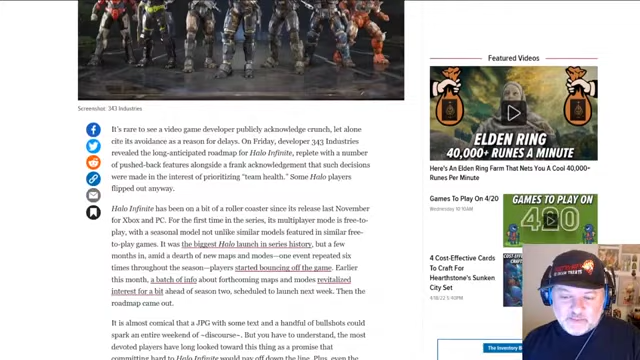 Screenshot: 343 Industries
It's rare to see a video game developer publicly acknowledge crunch, let alone
cite its avoidance as a reason for delays. On Friday, developer 343 Industries
revealed the long-anticipated roadmap for Halo Infinite, replete with a number
of pushed-back features alongside a frank acknowledgement that such decisions
were made in the interest of prioritizing "team health." Some Halo players
flipped out anyway.
Halo Infinite has been on a bit of a roller coaster since its release last November
for Xbox and PC. For the first time in the series, its multiplayer mode is free-to-
play, with a seasonal model not unlike similar models featured in similar free-
to-play games. It was the biggest Halo launch in series history, but a few
months in, amid a dearth of new maps and modes—one event repeated six
times throughout the season—players started bouncing off the game. Earlier
this month, a batch of info about forthcoming maps and modes revitalized
interest for a bit ahead of season two, scheduled to launch next week. Then the
roadmap came out.
It is almost comical that a JPG with some text and a handful of bullshots could
spark an entire weekend of ~discourse~. But you have to understand, the most
devoted players have long looked toward this thing as a promise that
committing hard to Halo Infinite would pay off down the line. Plus, even the
Featured Videos
ELDEN RING
40,000+ RUNES A MINUTE
Here's An Elden Ring Farm That Nets You A Cool 40,000+
Runes Per Minute
Games To Play On 4/20
Wednesday 10:10AM
GAMES TO PLAY ON
420
4 Cost-Effective Cards
To Craft For
Hearthstone's Sunken
City Set
4/18/22 5:40PM
The Inventory